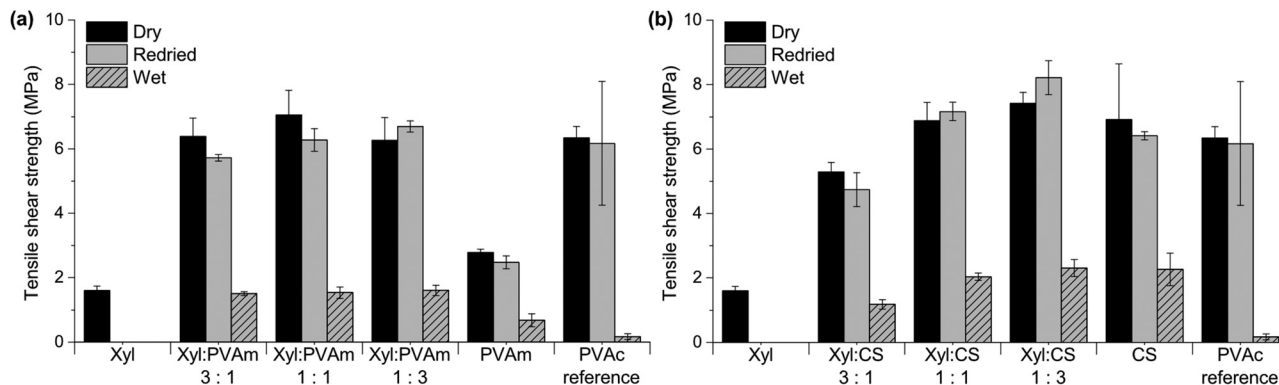 (a)
10
8
6
4
2
0
Tensile shear strength (MPa)
Dry
Redried
Wet
Xyl Xyl:PVAm Xyl:PVAm Xyl:PVAm PVAm PVAc
3 : 1 1 : 1 1 : 3 reference
(b)
10
8
6
4
2
0
Tensile shear strength (MPa)
Dry
Redried
Wet
Xyl Xyl:CS Xyl:CS Xyl:CS CS PVAc
3 : 1 1 : 1 1 : 3 reference